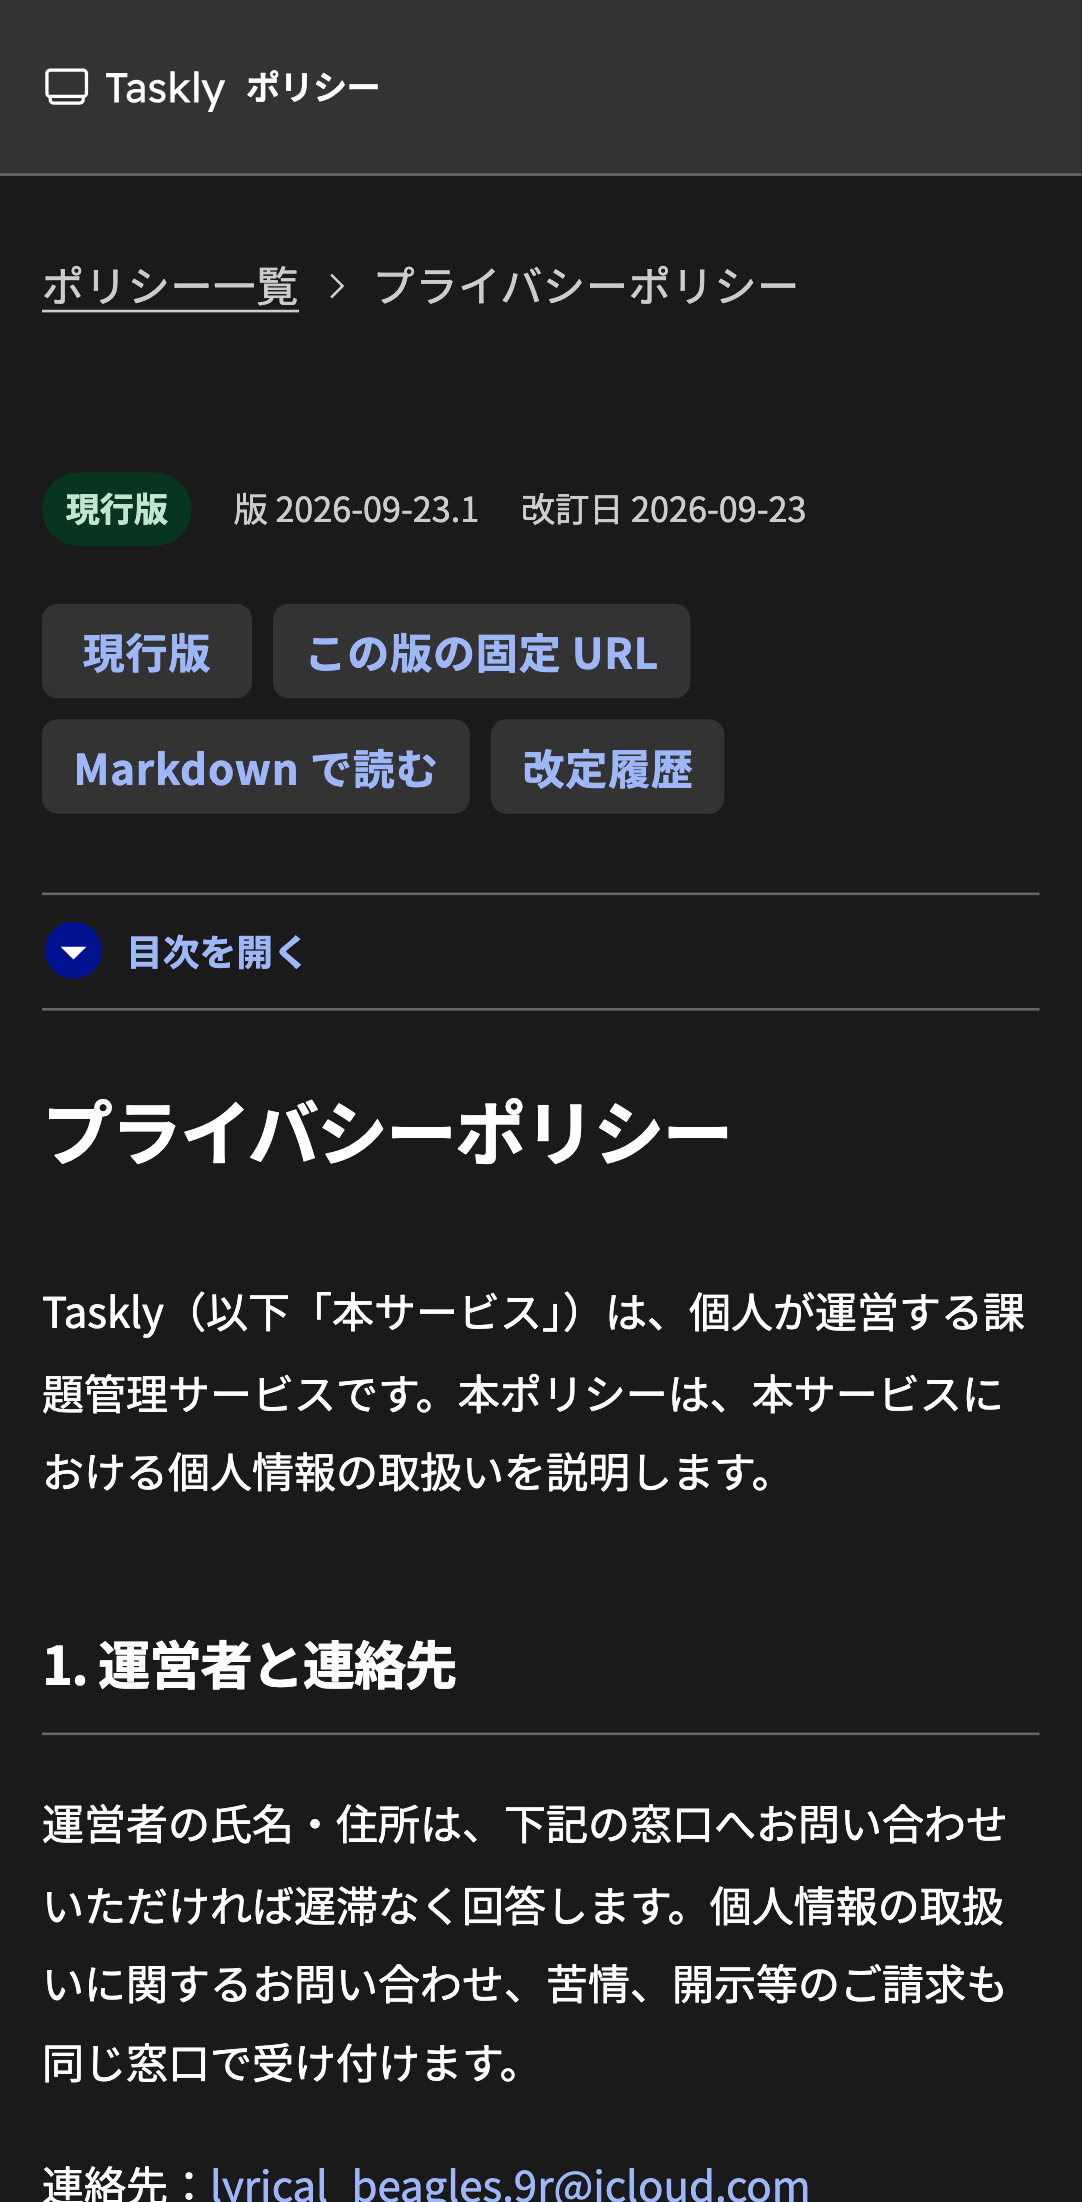 Taskly ポリシー
ポリシー一覧 > プライバシーポリシー
現行版 版 2026-09-23.1 改訂日 2026-09-23
現行版 この版の固定 URL
Markdown で読む 改定履歴
目次を開く
プライバシーポリシー
Taskly（以下「本サービス」）は、個人が運営する課
題管理サービスです。本ポリシーは、本サービスに
おける個人情報の取扱いを説明します。
1. 運営者と連絡先
運営者の氏名・住所は、下記の窓口へお問い合わせ
いただければ遅滞なく回答します。個人情報の取扱
いに関するお問い合わせ、苦情、開示等のご請求も
同じ窓口で受け付けます。
連絡先：lyrical_beagles.9r@icloud.com